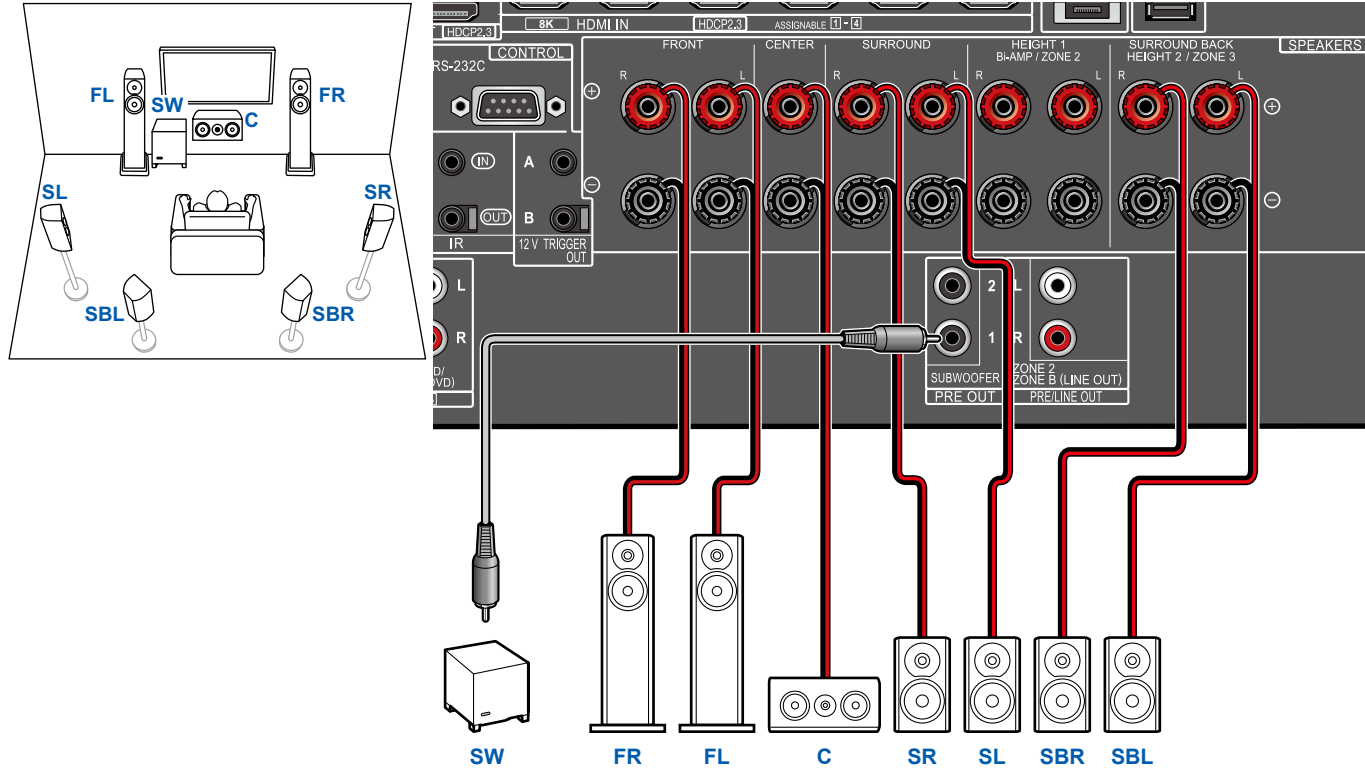 FL
SW
C
FR
SL
SR
SBL
SBR
HDCP2.3
8K HDMI IN HDCP2.3 ASSIGNABLE 1 - 4
CONTROL
RS-232C
FRONT
CENTER
SURROUND
HEIGHT 1
Bi-AMP / ZONE 2
SURROUND BACK
HEIGHT 2 / ZONE 3
SPEAKERS
R L R L R L R L
+ +
- -
IN
OUT
IR
A
B
12 V TRIGGER
OUT
L
R
D/
DVD)
2 L
1 R
SUBWOOFER
PRE OUT
ZONE 2
ZONE B (LINE OUT)
PRE/LINE OUT
SW FR FL C SR SL SBR SBL